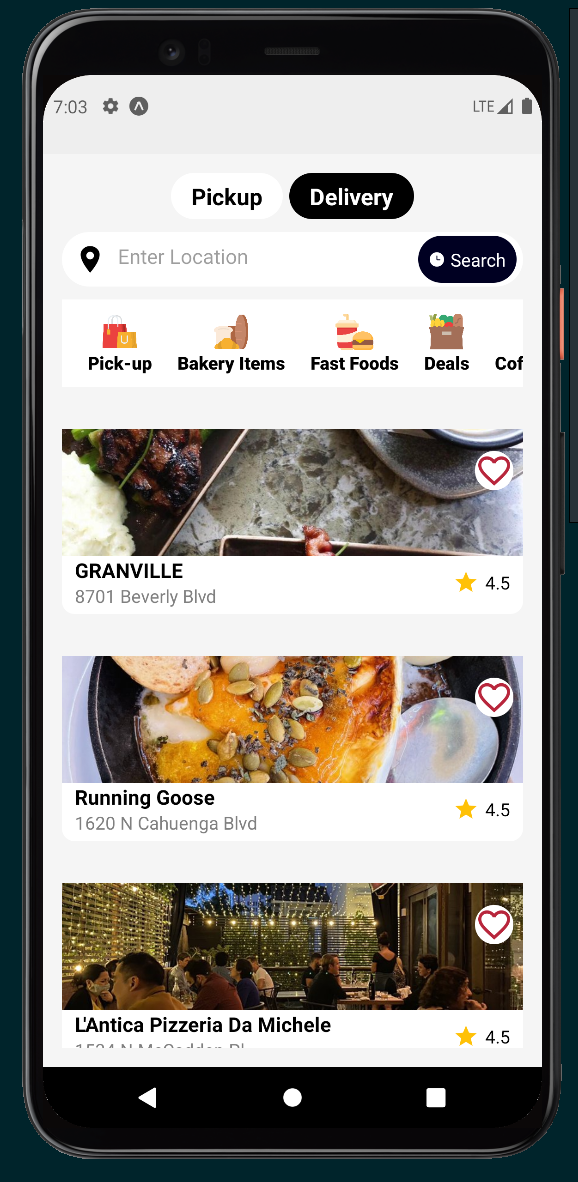 7:03
LTE
Pickup
Delivery
Enter Location
Search
Pick-up
Bakery Items
Fast Foods
Deals
Cof
GRANVILLE
8701 Beverly Blvd
4.5
Running Goose
1620 N Cahuenga Blvd
4.5
L'Antica Pizzeria Da Michele
4.5